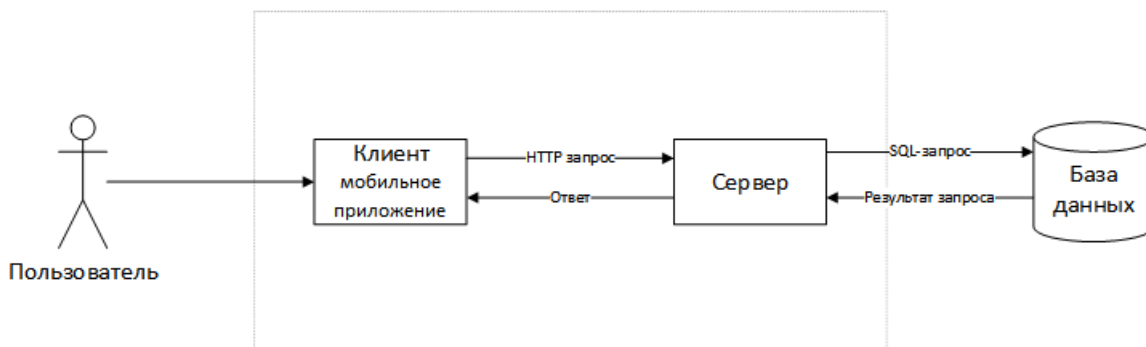 Пользователь
Клиент
мобильное
приложение
HTTP запрос
Ответ
Сервер
SQL-запрос
Результат запроса
База
данных